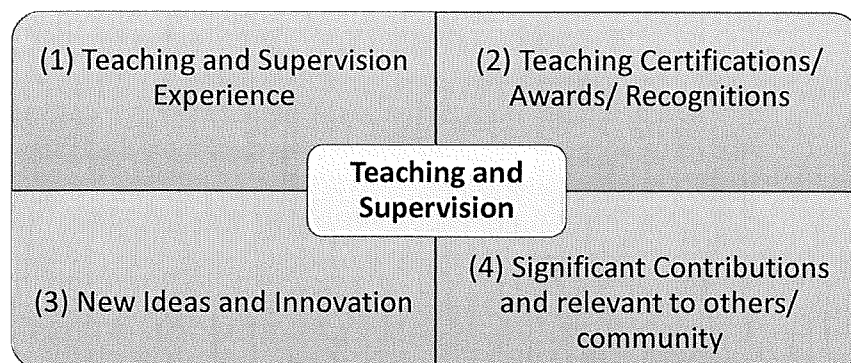 (1) Teaching and Supervision
Experience
(2) Teaching Certifications/
Awards/ Recognitions
Teaching and
Supervision
(3) New Ideas and Innovation
(4) Significant Contributions
and relevant to others/
community